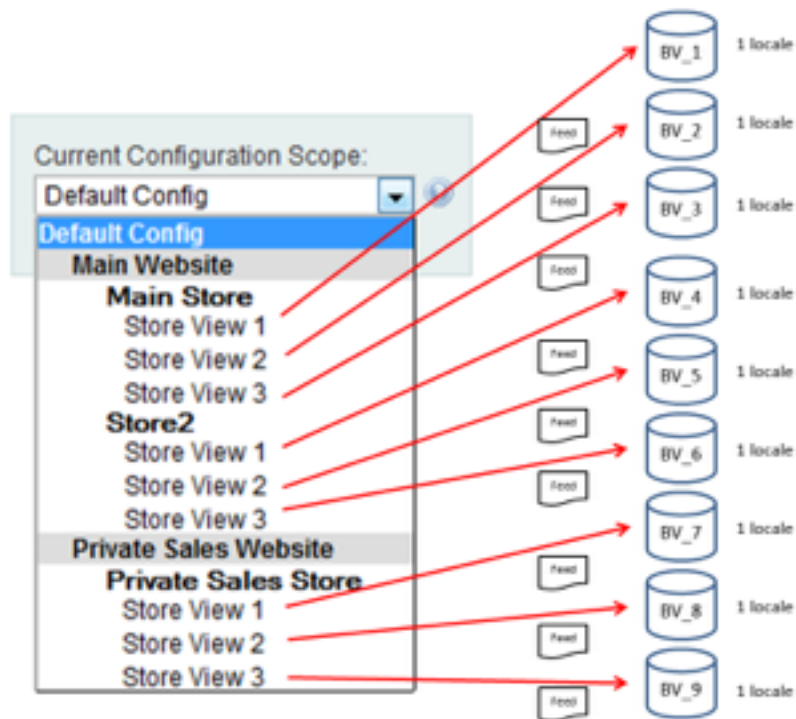 Current Configuration Scope:
Default Config
Default Config
Main Website
Main Store
Store View 1
Store View 2
Store View 3
Store2
Store View 1
Store View 2
Store View 3
Private Sales Website
Private Sales Store
Store View 1
Store View 2
Store View 3
Feed
Feed
Feed
Feed
Feed
Feed
Feed
Feed
Feed
BV_1 1 locale
BV_2 1 locale
BV_3 1 locale
BV_4 1 locale
BV_5 1 locale
BV_6 1 locale
BV_7 1 locale
BV_8 1 locale
BV_9 1 locale